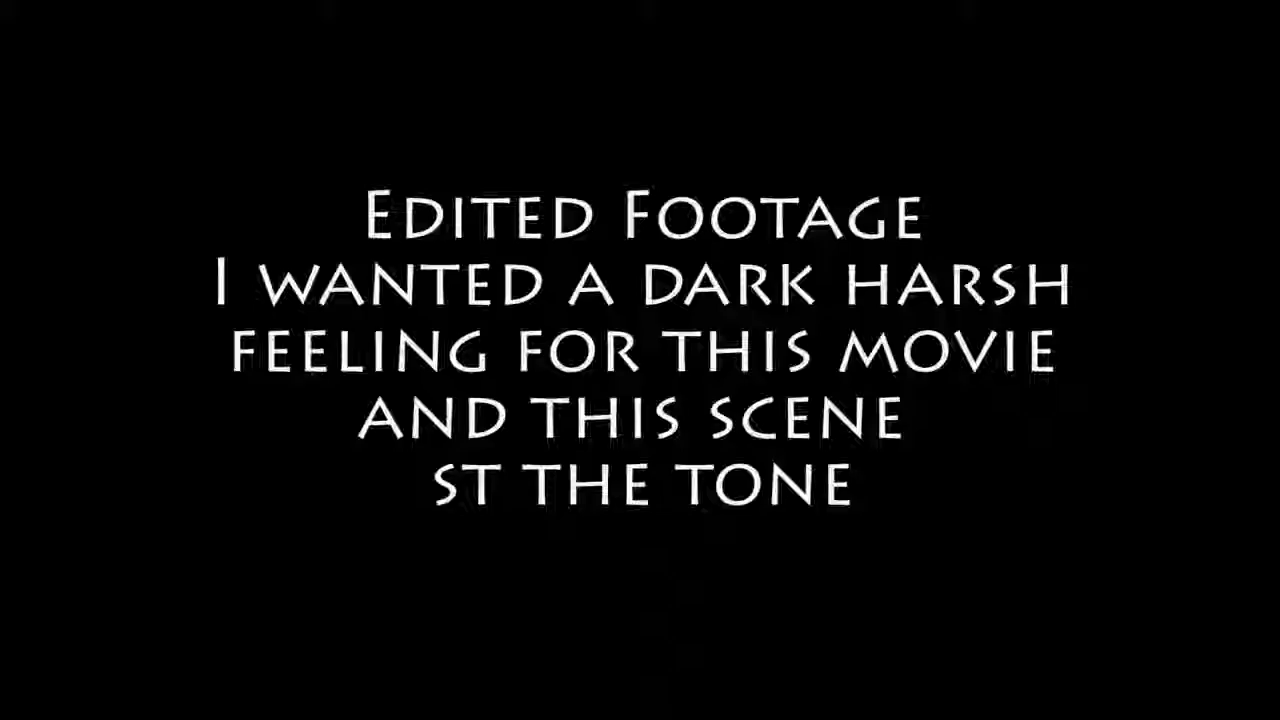 Edited Footage
I wanted a dark harsh
feeling for this movie
and this scene
st the tone